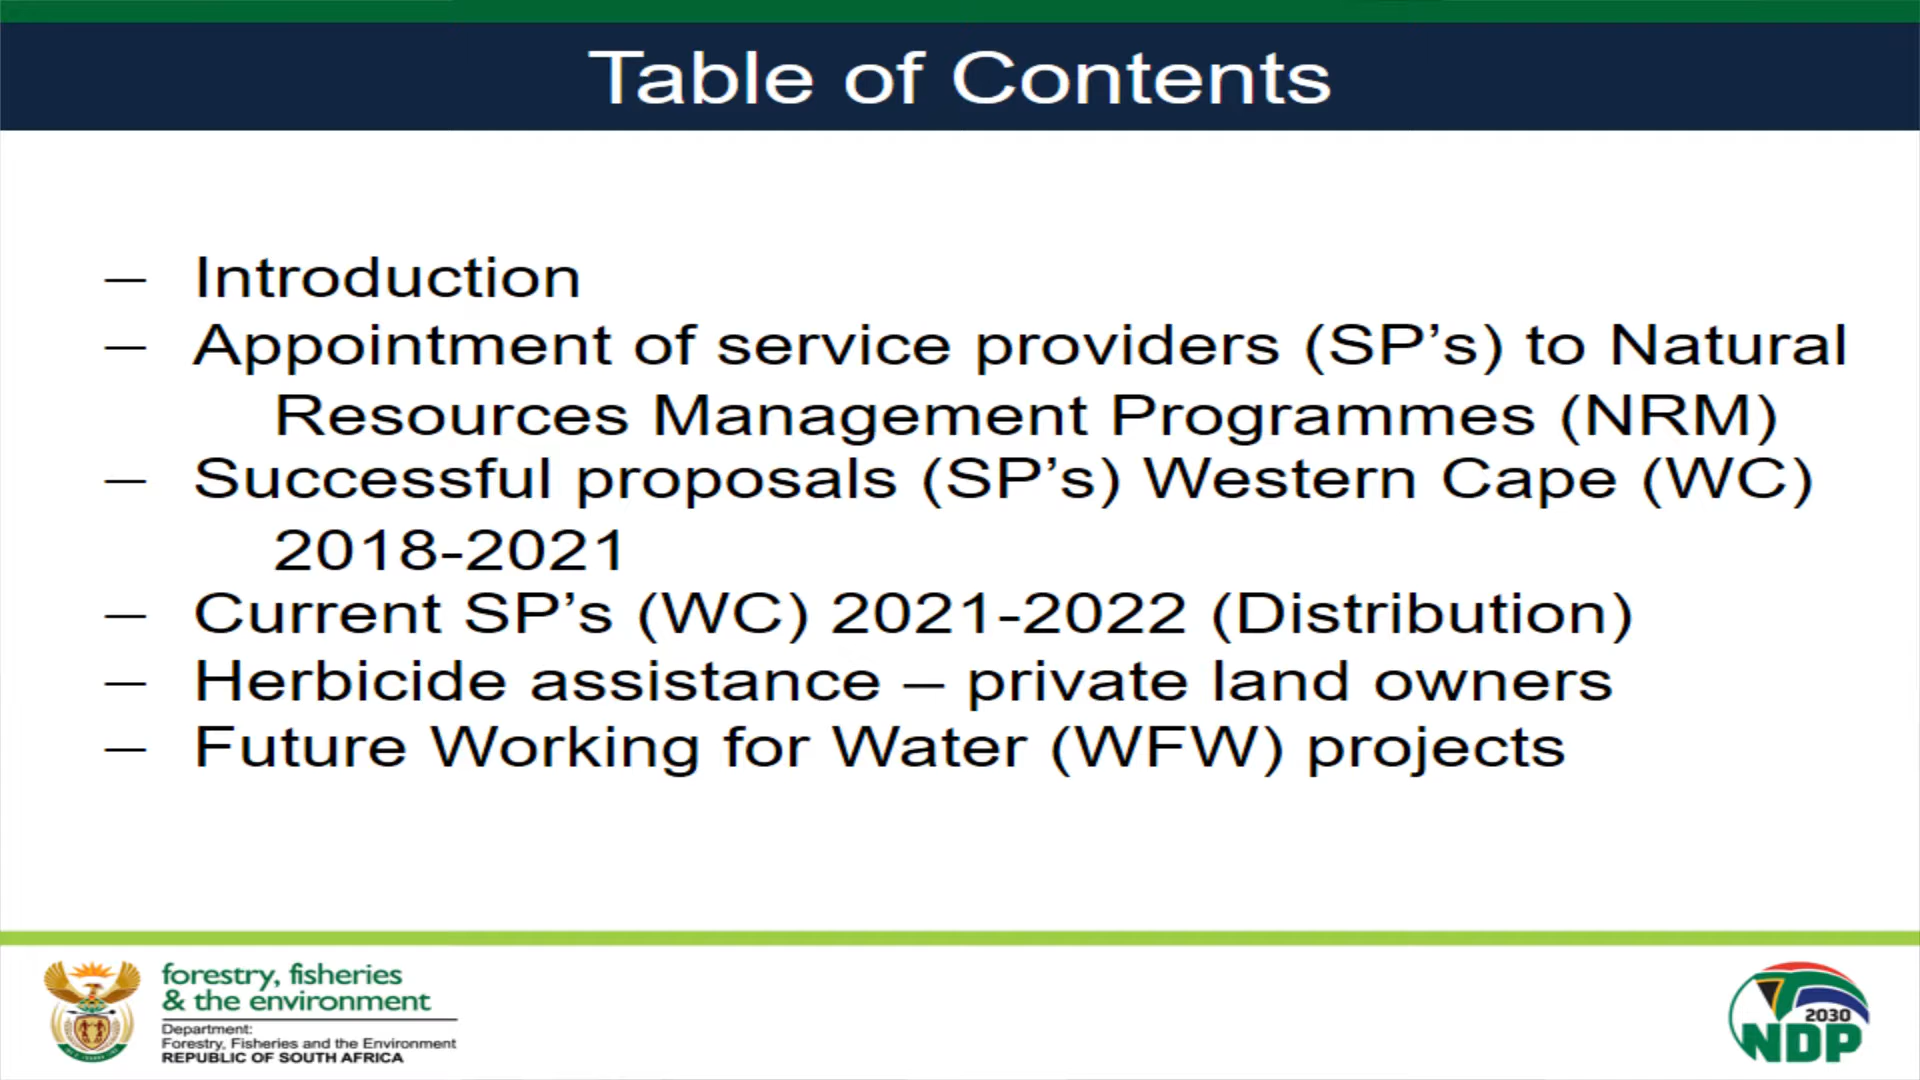 Table of Contents
– Introduction
– Appointment of service providers (SP’s) to Natural
Resources Management Programmes (NRM)
– Successful proposals (SP’s) Western Cape (WC)
2018-2021
– Current SP’s (WC) 2021-2022 (Distribution)
– Herbicide assistance – private land owners
– Future Working for Water (WFW) projects
forestry, fisheries
& the environment
Department:
Forestry, Fisheries and the Environment
REPUBLIC OF SOUTH AFRICA
2030
NDP